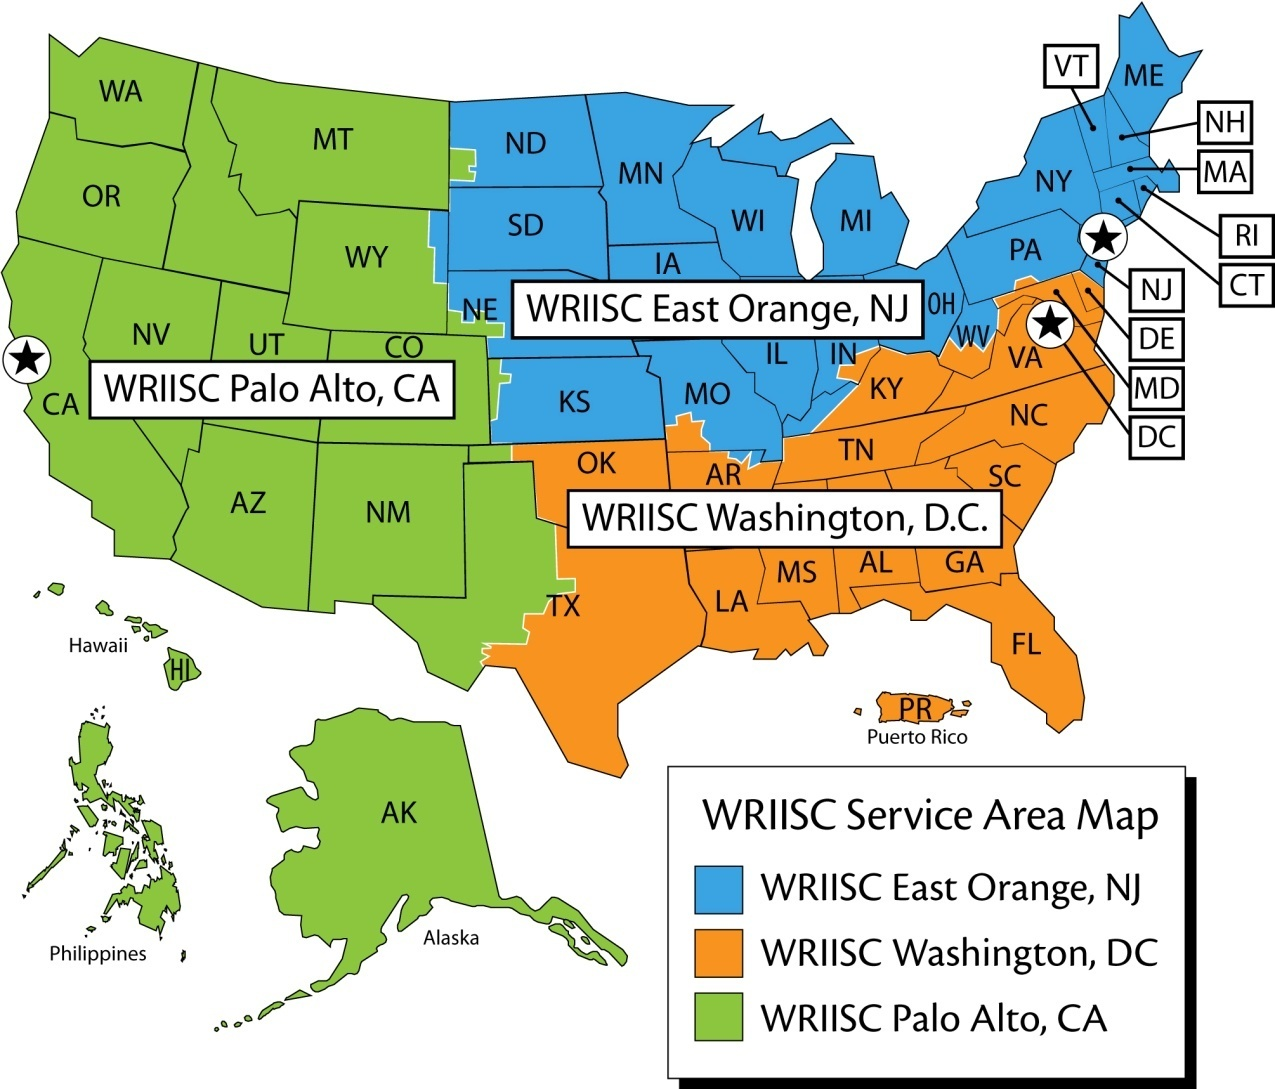 VT
ME
WA
NH
MT
ND
MN
MA
OR
NY
SD
WI
MI
RI
WY
PA
IA
CT
NJ
NE
WRIISC East Orange, NJ
OH
NV
UT
CO
WV
DE
IL
IN
VA
WRIISC Palo Alto, CA
MD
CA
KS
MO
KY
NC
DC
OK
TN
AR
SC
AZ
NM
WRIISC Washington, D.C.
MS
AL
GA
TX
LA
Hawaii
HI
FL
PR
Puerto Rico
AK
Alaska
Philippines
WRIISC Service Area Map
WRIISC East Orange, NJ
WRIISC Washington, DC
WRIISC Palo Alto, CA